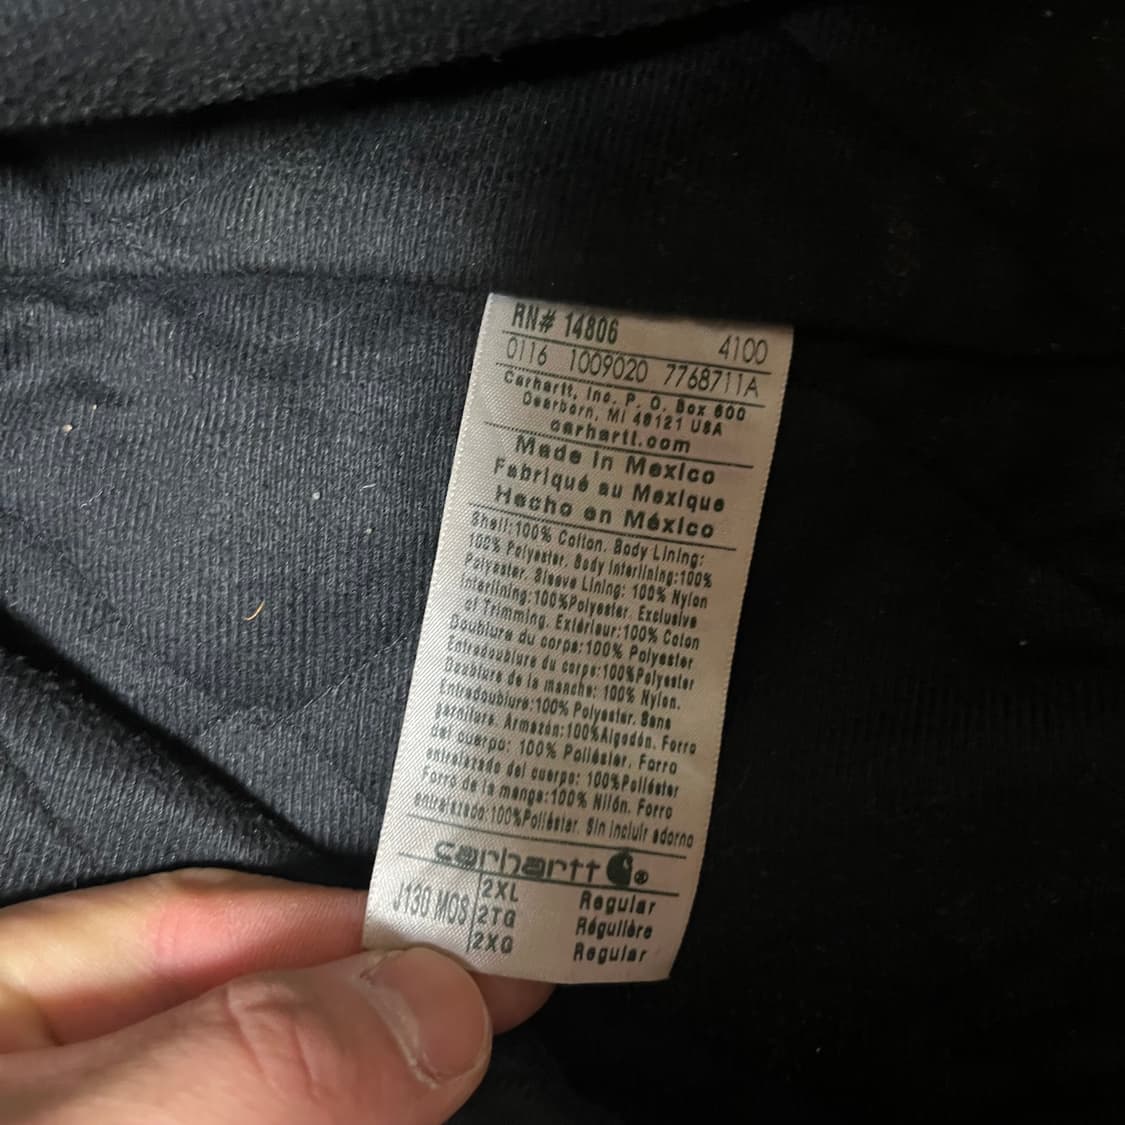 RN# 14806 4100
0116 1009020 7768711A
Carhartt, Inc. P. O. Box 600
Dearborn, MI 48121 USA
carhartt.com
Made in Mexico
Fabriqué au Mexique
Hecho en México
Shell:100% Cotton. Body Lining:
100% Polyester. Body Interlining:100%
Polyester. Sleeve Lining: 100% Nylon
Interlining:100%Polyester. Exclusive
of Trimming. Extérieur:100% Coton
Doublure du corps:100% Polyester
Entredoublure du corps:100%Polyester
Doublure de la manche: 100% Nylon.
Entredoublure:100% Polyester. Sans
garniture. Armazón:100%Algodón. Forro
del cuerpo: 100% Poliéster. Forro
entrelazado del cuerpo: 100%Poliéster
Forro de la manga:100% Nilón. Forro
entrelazado:100%Poliéster. Sin incluir adorno
carhartt ®
J130 MOS 2XL Regular
2TG Régulière
2XG Regular